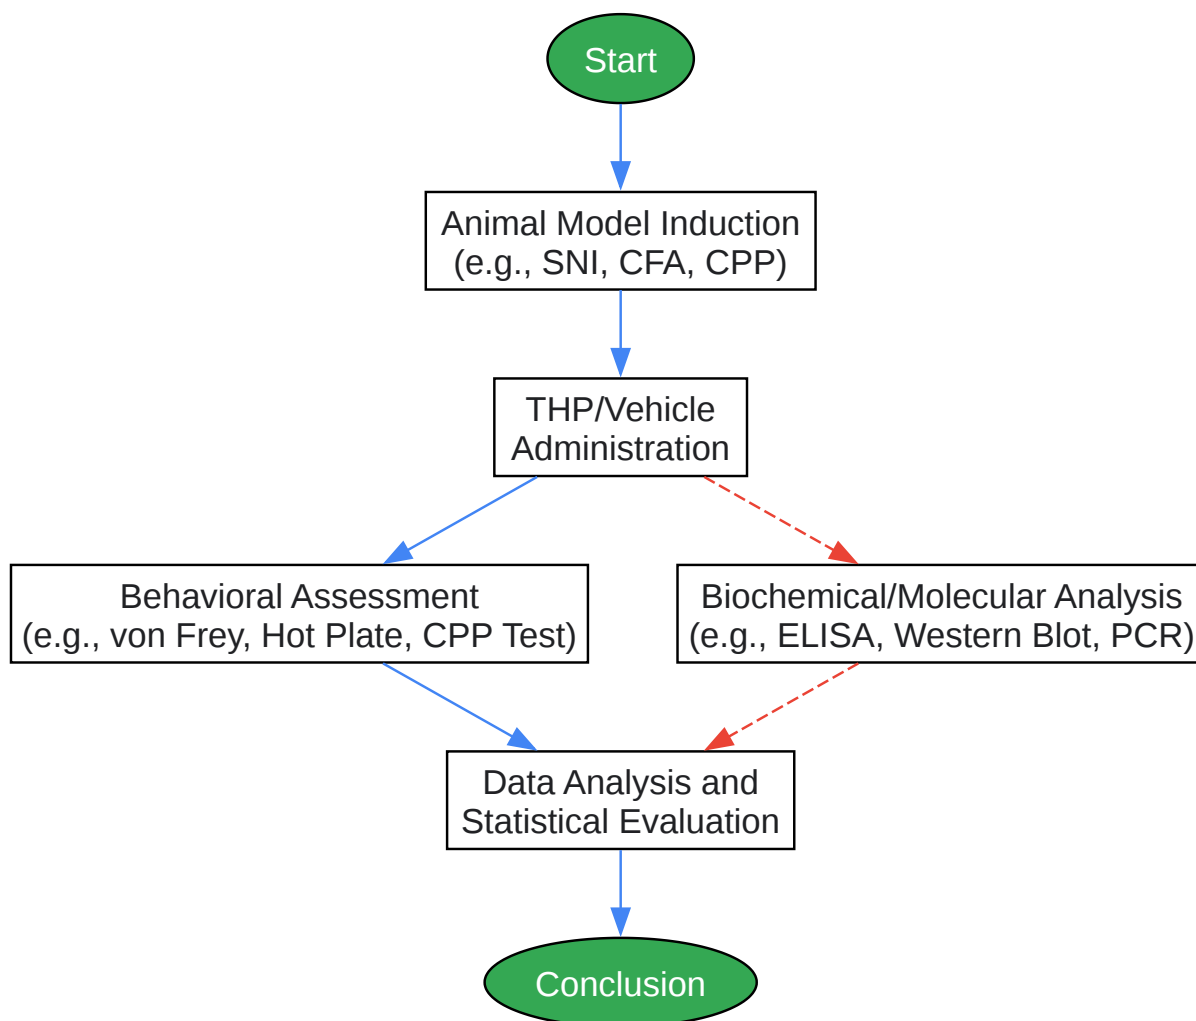 Start
Animal Model Induction
(e.g., SNI, CFA, CPP)
THP/Vehicle
Administration
Behavioral Assessment
(e.g., von Frey, Hot Plate, CPP Test)
Biochemical/Molecular Analysis
(e.g., ELISA, Western Blot, PCR)
Data Analysis and
Statistical Evaluation
Conclusion